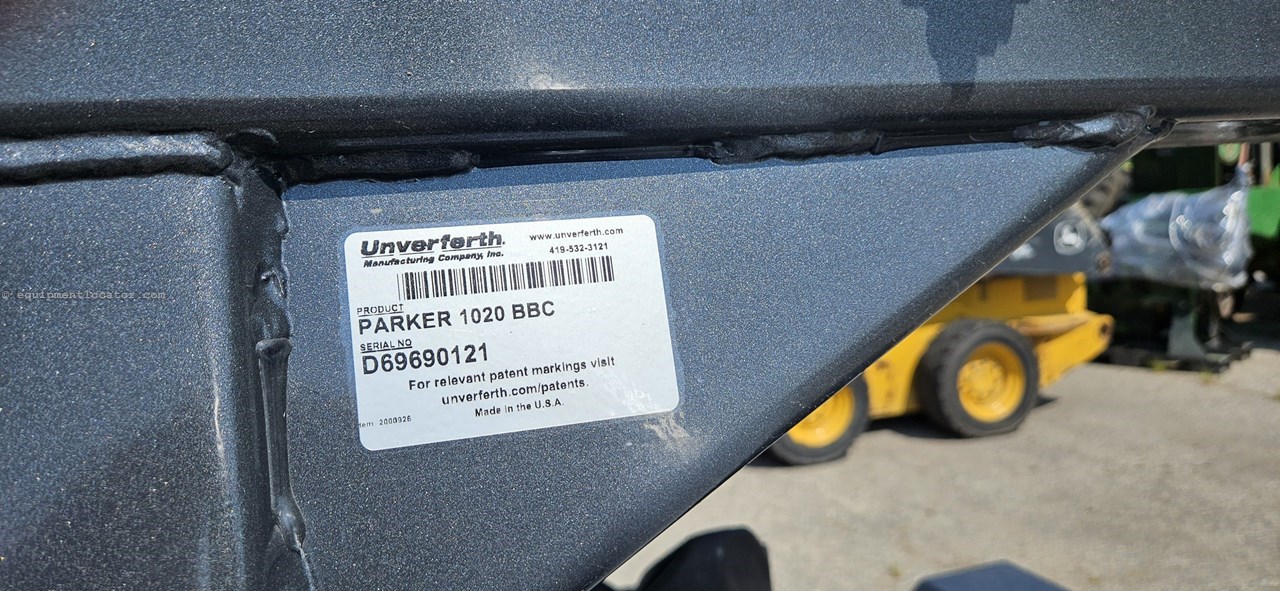 Unverferth
Manufacturing Company, Inc.
www.unverferth.com
419-532-3121
PRODUCT
PARKER 1020 BBC
SERIAL NO
D69690121
For relevant patent markings visit
unverferth.com/patents.
Made in the U.S.A.
Item 2000926
© equipmentlocator.com